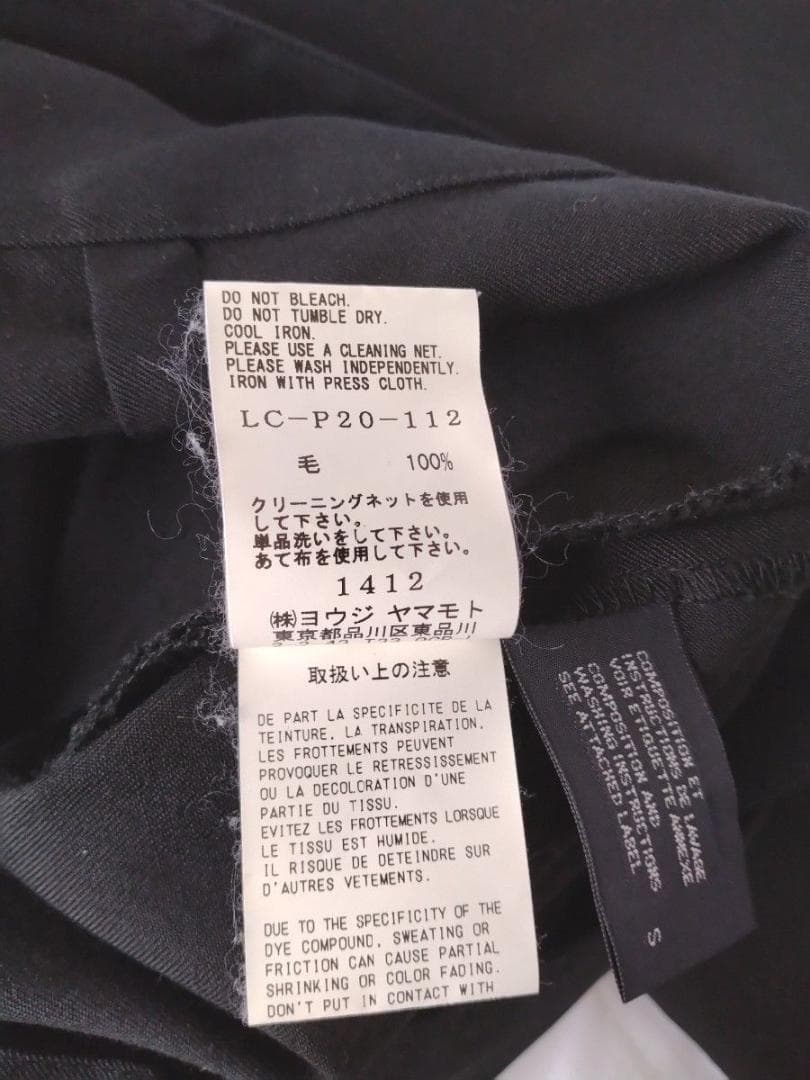 DO NOT BLEACH.
DO NOT TUMBLE DRY.
COOL IRON.
PLEASE USE A CLEANING NET.
PLEASE WASH INDEPENDENTLY.
IRON WITH PRESS CLOTH.
LC-P20-112
毛 100%
クリーニングネットを使用
して下さい。
単品洗いをして下さい。
あて布を使用して下さい。
1412
㈱ヨウジ ヤマモト
東京都品川区東品川
取扱い上の注意
DE PART LA SPECIFICITE DE LA
TEINTURE, LA TRANSPIRATION,
LES FROTTEMENTS PEUVENT
PROVOQUER LE RETRESSISSEMENT
OU LA DECOLORATION D'UNE
PARTIE DU TISSU.
EVITEZ LES FROTTEMENTS LORSQUE
LE TISSU EST HUMIDE.
IL RISQUE DE DETEINDRE SUR
D'AUTRES VETEMENTS.
DUE TO THE SPECIFICITY OF THE
DYE COMPOUND, SWEATING OR
FRICTION CAN CAUSE PARTIAL
SHRINKING OR COLOR FADING.
DON'T PUT IN CONTACT WITH
COMPOSITION ET
INSTRUCTIONS DE LAVAGE
VOIR ETIQUETTE ANNEXE
COMPOSITION AND
WASHING INSTRUCTIONS
SEE ATTACHED LABEL
S